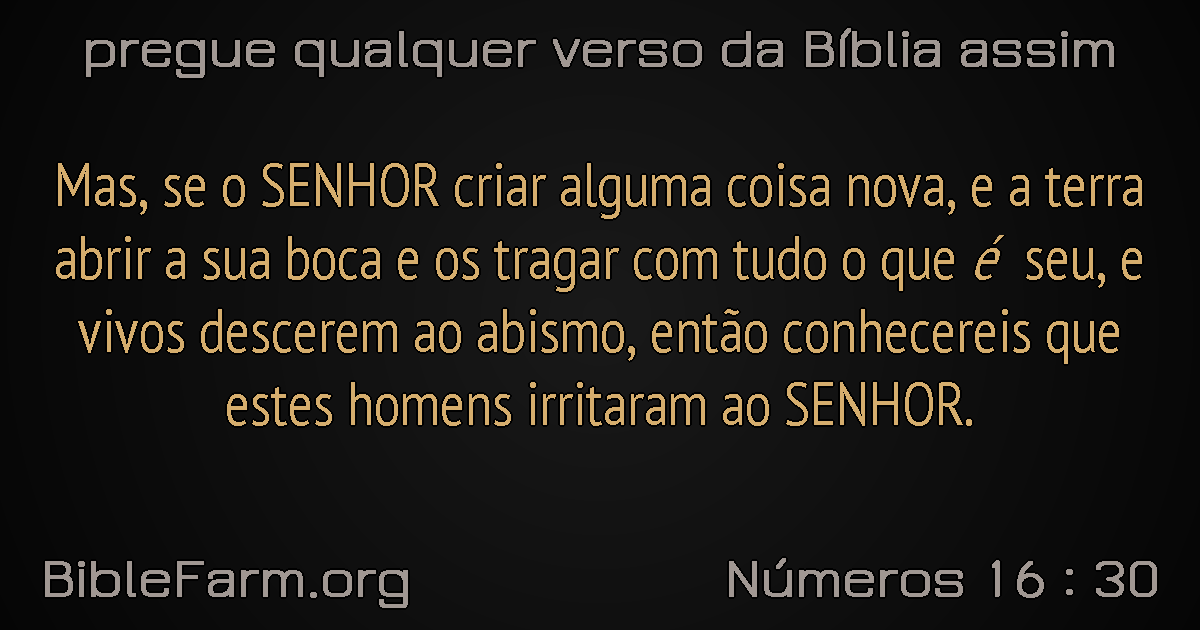 pregue qualquer verso da Bíblia assim
Mas, se o SENHOR criar alguma coisa nova, e a terra
abrir a sua boca e os tragar com tudo o que é seu, e
vivos descerem ao abismo, então conhecereis que
estes homens irritaram ao SENHOR.
BibleFarm.org
Números 16 : 30